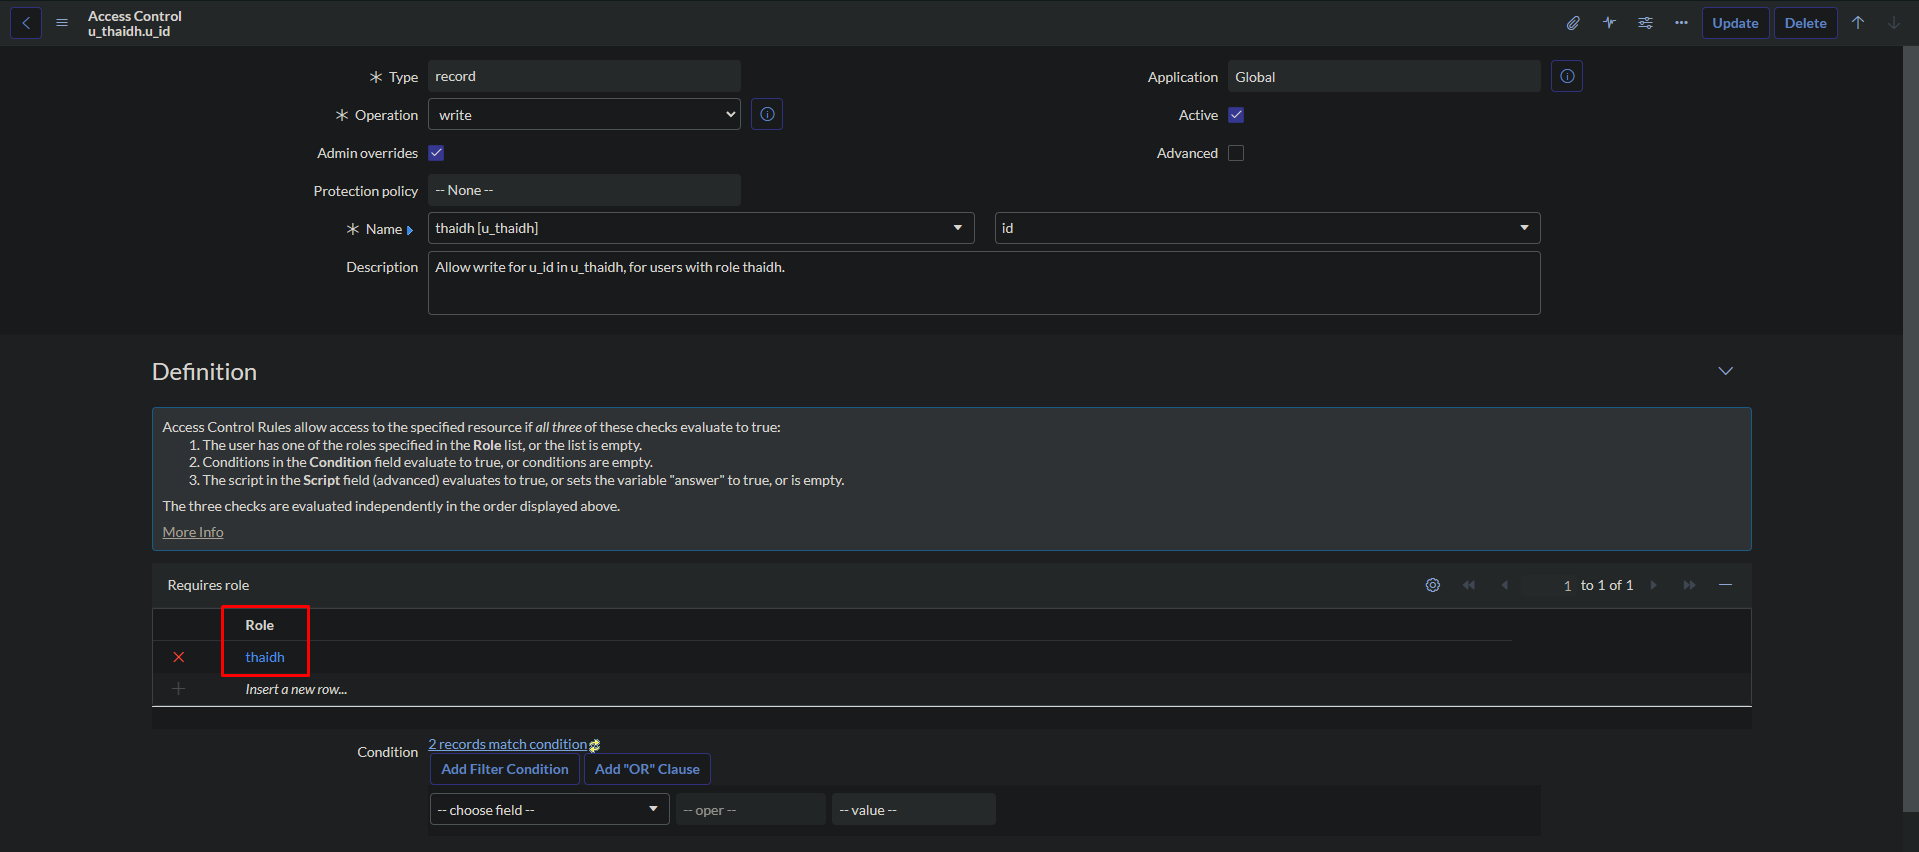 Access Control
u_thaidh.u_id
Update
Delete
Type
record
Application
Global
Operation
write
Active
Admin overrides
Advanced
Protection policy
-- None --
Name
thaidh [u_thaidh]
id
Description
Allow write for u_id in u_thaidh, for users with role thaidh.
Definition
Access Control Rules allow access to the specified resource if all three of these checks evaluate to true:
1. The user has one of the roles specified in the Role list, or the list is empty.
2. Conditions in the Condition field evaluate to true, or conditions are empty.
3. The script in the Script field (advanced) evaluates to true, or sets the variable "answer" to true, or is empty.
The three checks are evaluated independently in the order displayed above.
More Info
Requires role
1 to 1 of 1
Role
thaidh
Insert a new row...
Condition
2 records match condition
Add Filter Condition
Add "OR" Clause
-- choose field --
-- oper --
-- value --